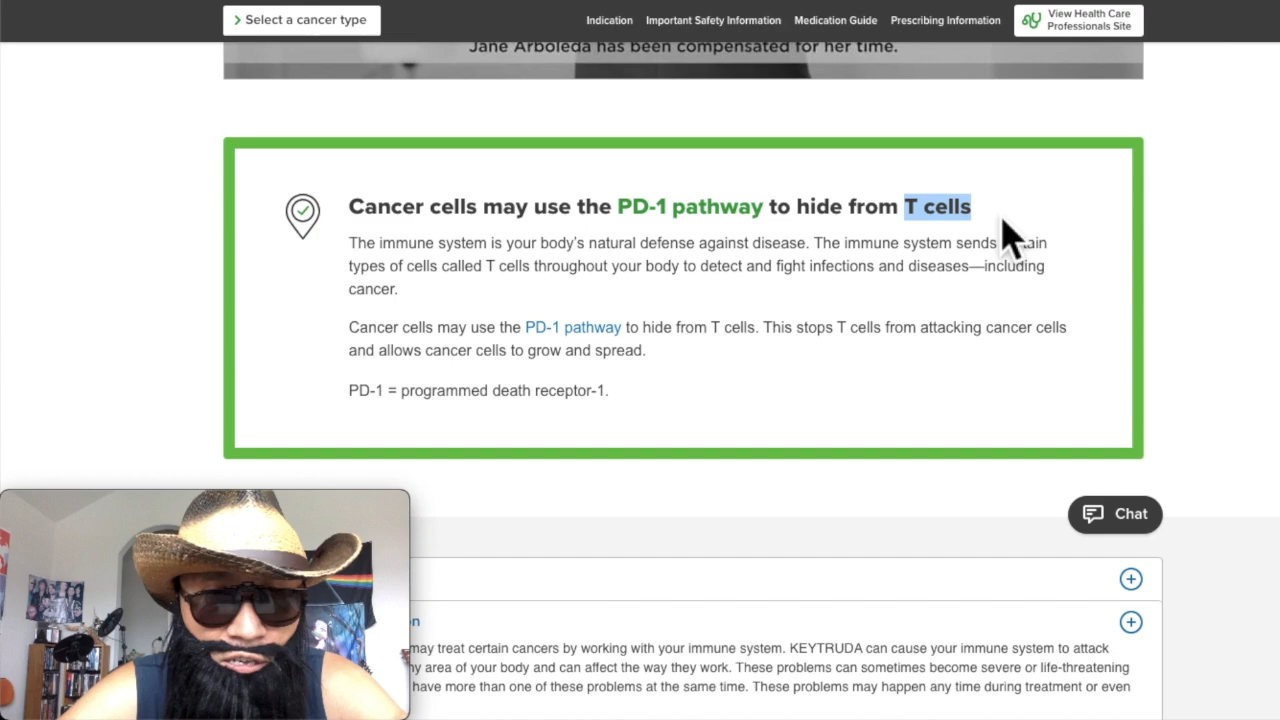 Select a cancer type
Indication
Important Safety Information
Medication Guide
Prescribing Information
View Health Care
Professionals Site
Jane Arboleda has been compensated for her time.
Cancer cells may use the PD-1 pathway to hide from T cells
The immune system is your body's natural defense against disease. The immune system sends
types of cells called T cells throughout your body to detect and fight infections and diseases—including
cancer.
Cancer cells may use the PD-1 pathway to hide from T cells. This stops T cells from attacking cancer cells
and allows cancer cells to grow and spread.
PD-1 = programmed death receptor-1.
Chat
may treat certain cancers by working with your immune system. KEYTRUDA can cause your immune system to attack
area of your body and can affect the way they work. These problems can sometimes become severe or life-threatening
have more than one of these problems at the same time. These problems may happen any time during treatment or even